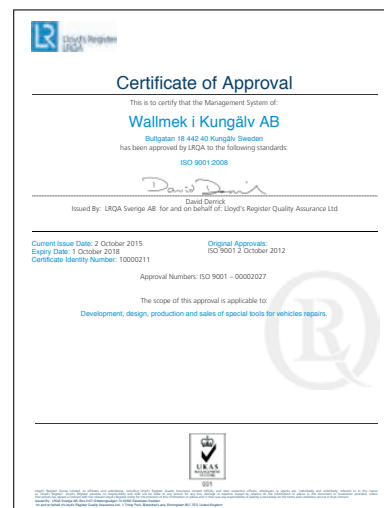 Lloyd's Register
LRQA
Certificate of Approval
This is to certify that the Management System of:
Wallmek i Kungälv AB
Bultgatan 18 442 40 Kungälv Sweden
has been approved by LRQA to the following standards:
ISO 9001:2008
David Derrick
David Derrick
Issued By: LRQA Sverige AB for and on behalf of: Lloyd's Register Quality Assurance Ltd
Current Issue Date: 2 October 2015
Expiry Date: 1 October 2018
Certificate Identity Number: 10000211
Original Approvals:
ISO 9001 2 October 2012
Approval Numbers: ISO 9001 – 00002027
The scope of this approval is applicable to:
Development, design, production and sales of special tools for vehicles repairs.
R
UKAS
MANAGEMENT
SYSTEMS
001